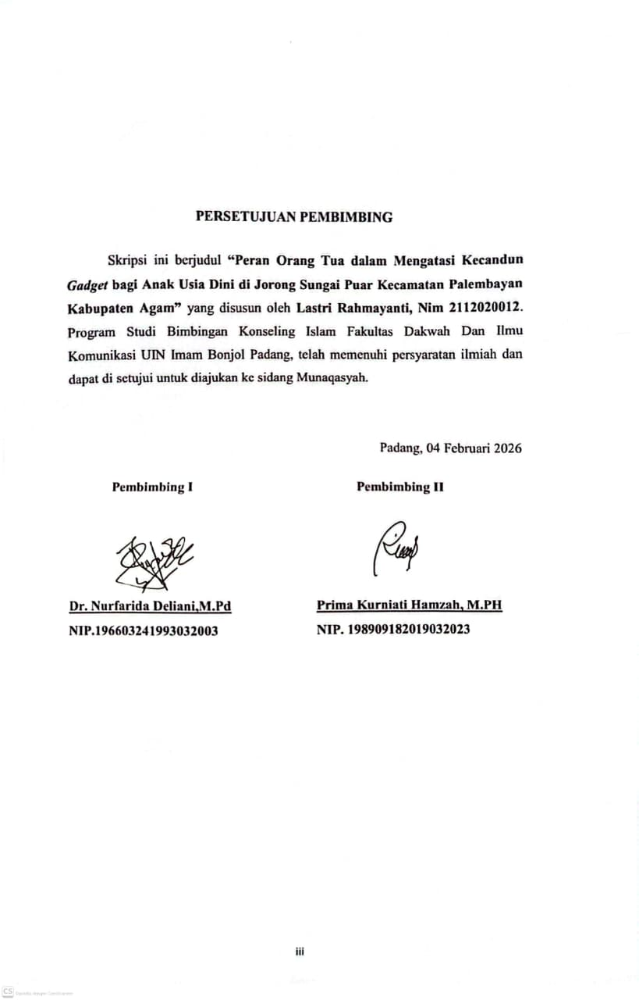 PERSETUJUAN PEMBIMBING
Skripsi ini berjudul “Peran Orang Tua dalam Mengatasi Kecandun
Gadget bagi Anak Usia Dini di Jorong Sungai Puar Kecamatan Palembayan
Kabupaten Agam” yang disusun oleh Lastri Rahmayanti, Nim 2112020012.
Program Studi Bimbingan Konseling Islam Fakultas Dakwah Dan Ilmu
Komunikasi UIN Imam Bonjol Padang, telah memenuhi persyaratan ilmiah dan
dapat di setujui untuk diajukan ke sidang Munaqasyah.
Padang, 04 Februari 2026
Pembimbing I
Pembimbing II
Dr. Nurfarida Deliani,M.Pd
Prima Kurniati Hamzah, M.PH
NIP.196603241993032003
NIP. 198909182019032023
iii
CS